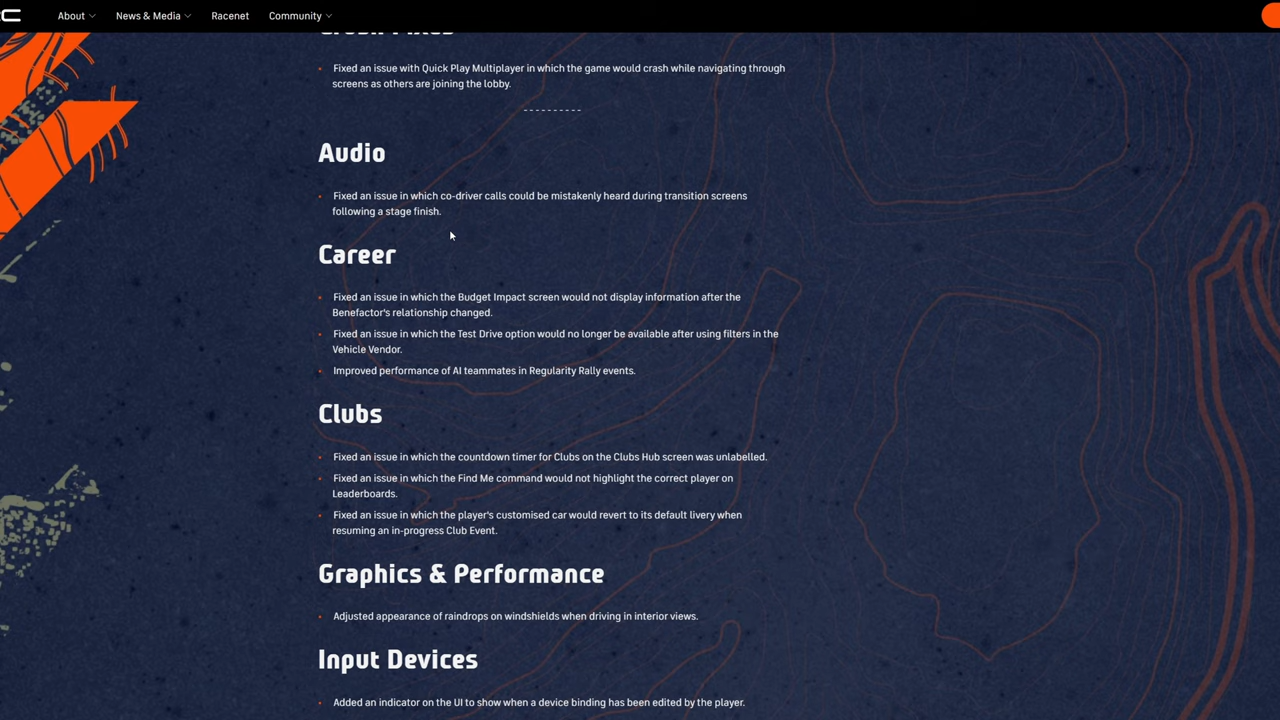 About
News & Media
Racenet
Community
Crash Fixes
Fixed an issue with Quick Play Multiplayer in which the game would crash while navigating through
screens as others are joining the lobby.
----------
Audio
Fixed an issue in which co-driver calls could be mistakenly heard during transition screens
following a stage finish.
Career
Fixed an issue in which the Budget Impact screen would not display information after the
Benefactor's relationship changed.
Fixed an issue in which the Test Drive option would no longer be available after using filters in the
Vehicle Vendor.
Improved performance of AI teammates in Regularity Rally events.
Clubs
Fixed an issue in which the countdown timer for Clubs on the Clubs Hub screen was unlabelled.
Fixed an issue in which the Find Me command would not highlight the correct player on
Leaderboards.
Fixed an issue in which the player's customised car would revert to its default livery when
resuming an in-progress Club Event.
Graphics & Performance
Adjusted appearance of raindrops on windshields when driving in interior views.
Input Devices
Added an indicator on the UI to show when a device binding has been edited by the player.